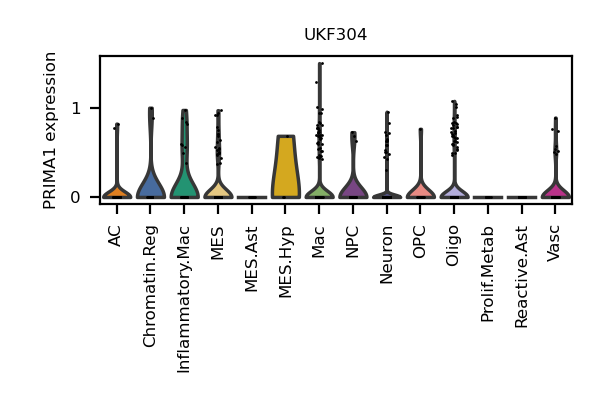 UKF304
PRIMA1 expression
1
0
AC
Chromatin.Reg
Inflammatory.Mac
MES
MES.Ast
MES.Hyp
Mac
NPC
Neuron
OPC
Oligo
Prolif.Metab
Reactive.Ast
Vasc